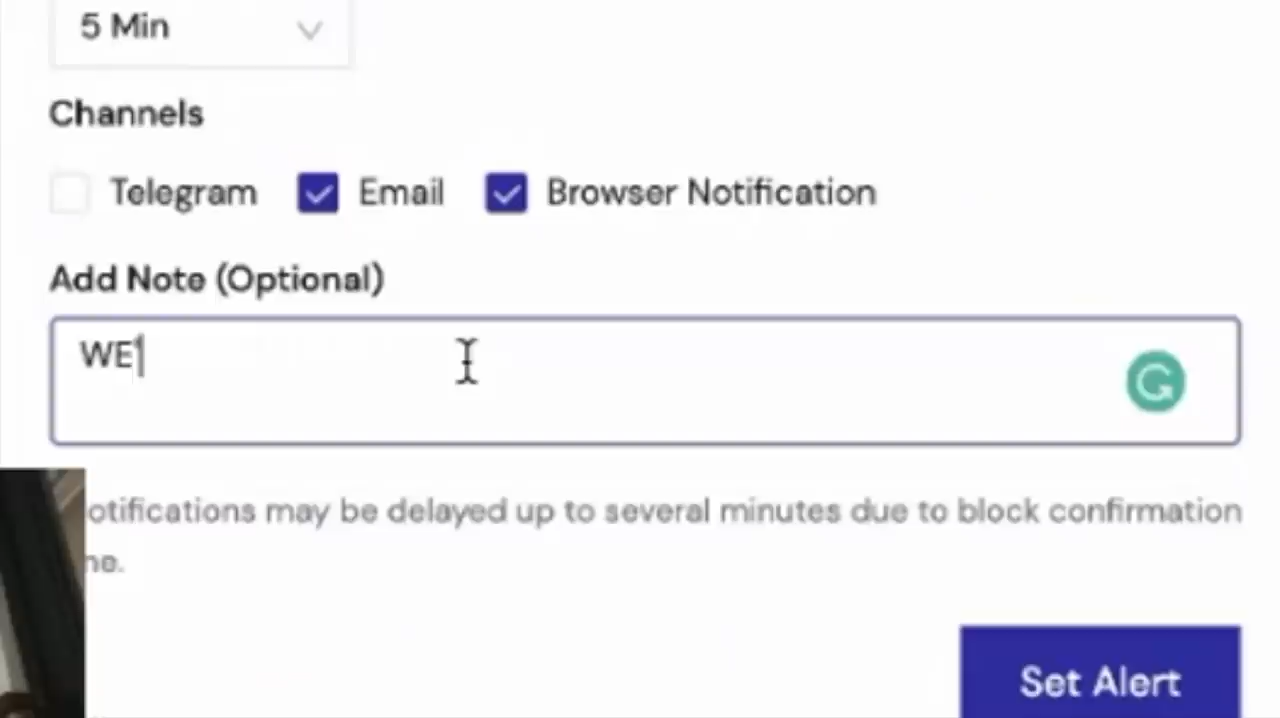 5 Min
Channels
Telegram Email Browser Notification
Add Note (Optional)
WE
otifications may be delayed up to several minutes due to block confirmation
ne.
Set Alert